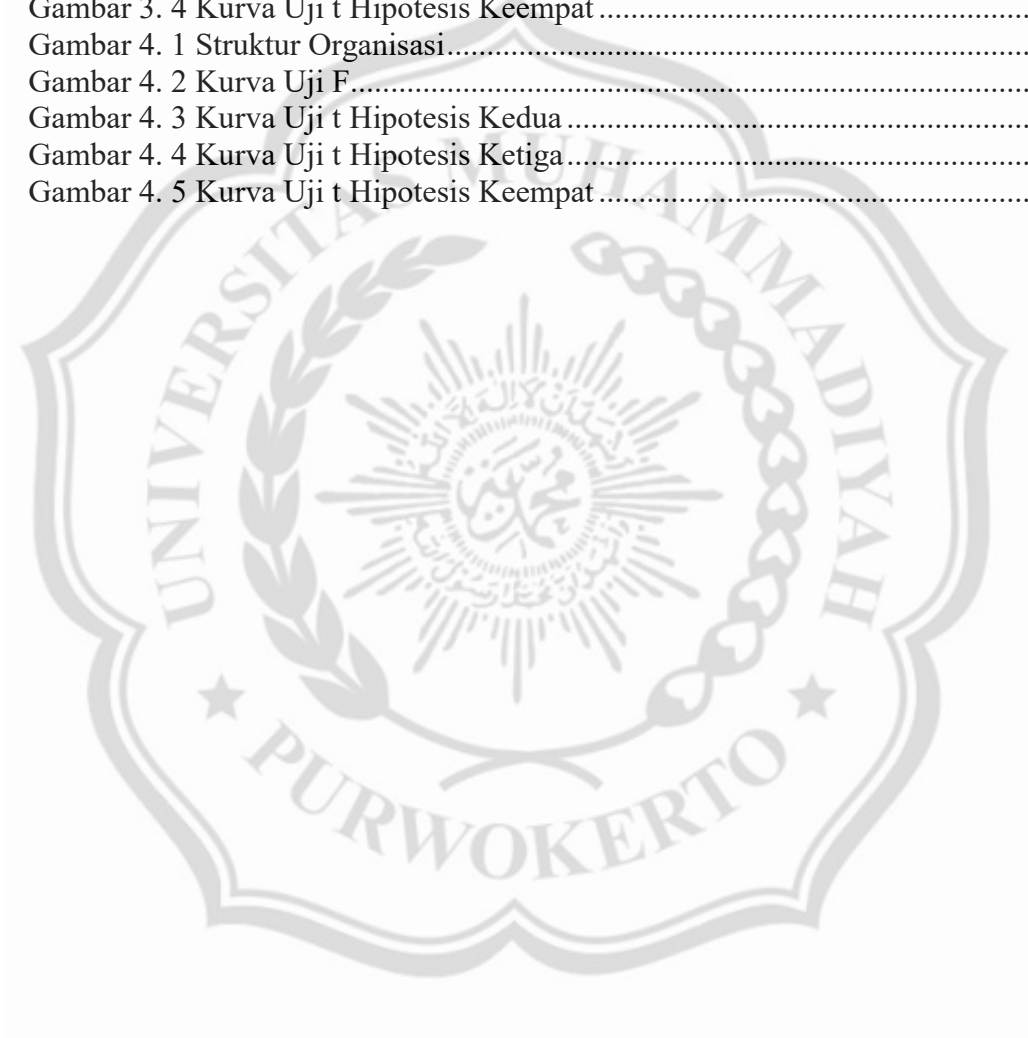 Gambar 3. 4 Kurva Uji t Hipotesis Keempat........................................................
Gambar 4. 1 Struktur Organisasi.........................................................................
Gambar 4. 2 Kurva Uji F....................................................................................
Gambar 4. 3 Kurva Uji t Hipotesis Kedua...........................................................
Gambar 4. 4 Kurva Uji t Hipotesis Ketiga...........................................................
Gambar 4. 5 Kurva Uji t Hipotesis Keempat.......................................................
UNIVERSITAS MUHAMMADIYAH
PURWOKERTO